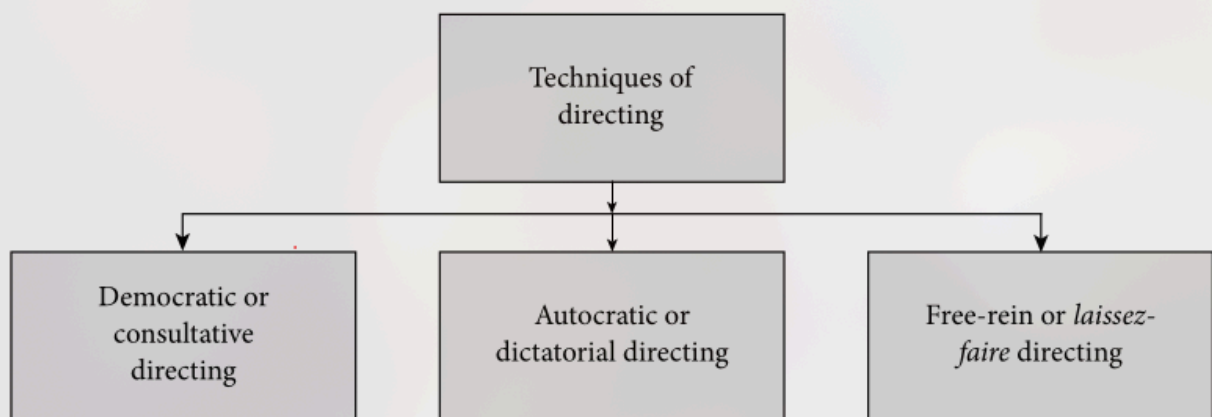 Techniques of
directing
Democratic or
consultative
directing
Autocratic or
dictatorial directing
Free-rein or laissez-
faire directing